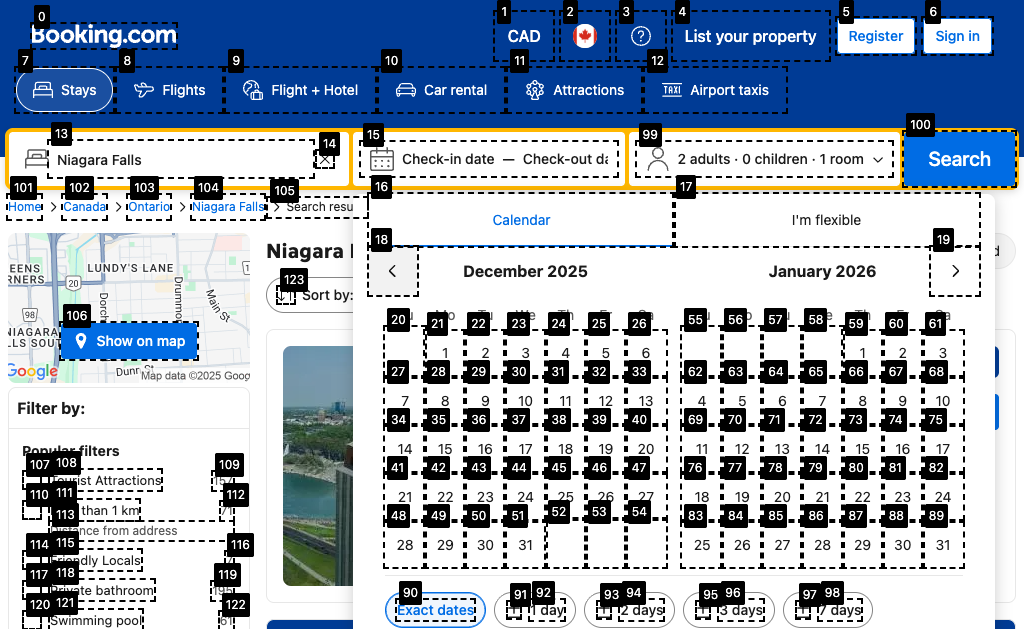 Booking.com
CAD
List your property
Register
Sign in
Stays
Flights
Flight + Hotel
Car rental
Attractions
Airport taxis
Niagara Falls
Check-in date — Check-out da
2 adults · 0 children · 1 room
Search
Home > Canada > Ontario > Niagara Falls > Search resu
Calendar
I'm flexible
December 2025
January 2026
1 2 3 4 5 6
7 8 9 10 11 12 13
14 15 16 17 18 19 20
21 22 23 24 25 26 27
28 29 30 31
1 2 3
4 5 6 7 8 9 10
11 12 13 14 15 16 17
18 19 20 21 22 23 24
25 26 27 28 29 30 31
Exact dates
1 day
2 days
3 days
7 days
Niagara
Sort by:
LUNDY'S LANE
20
98
Main St
Show on map
Google
Map data ©2025 Goog
Filter by:
Popular filters
Tourist Attractions
than 1 km
Distance from address
Friendly Locals
Private bathroom
Swimming pool
0
1
2
3
4
5
6
7
8
9
10
11
12
13
14
15
16
17
18
19
20
21
22
23
24
25
26
27
28
29
30
31
32
33
34
35
36
37
38
39
40
41
42
43
44
45
46
47
48
49
50
51
52
53
54
55
56
57
58
59
60
61
62
63
64
65
66
67
68
69
70
71
72
73
74
75
76
77
78
79
80
81
82
83
84
85
86
87
88
89
90
91
92
93
94
95
96
97
98
99
100
101
102
103
104
105
106
107
108
109
110
111
112
113
114
115
116
117
118
119
120
121
122
123